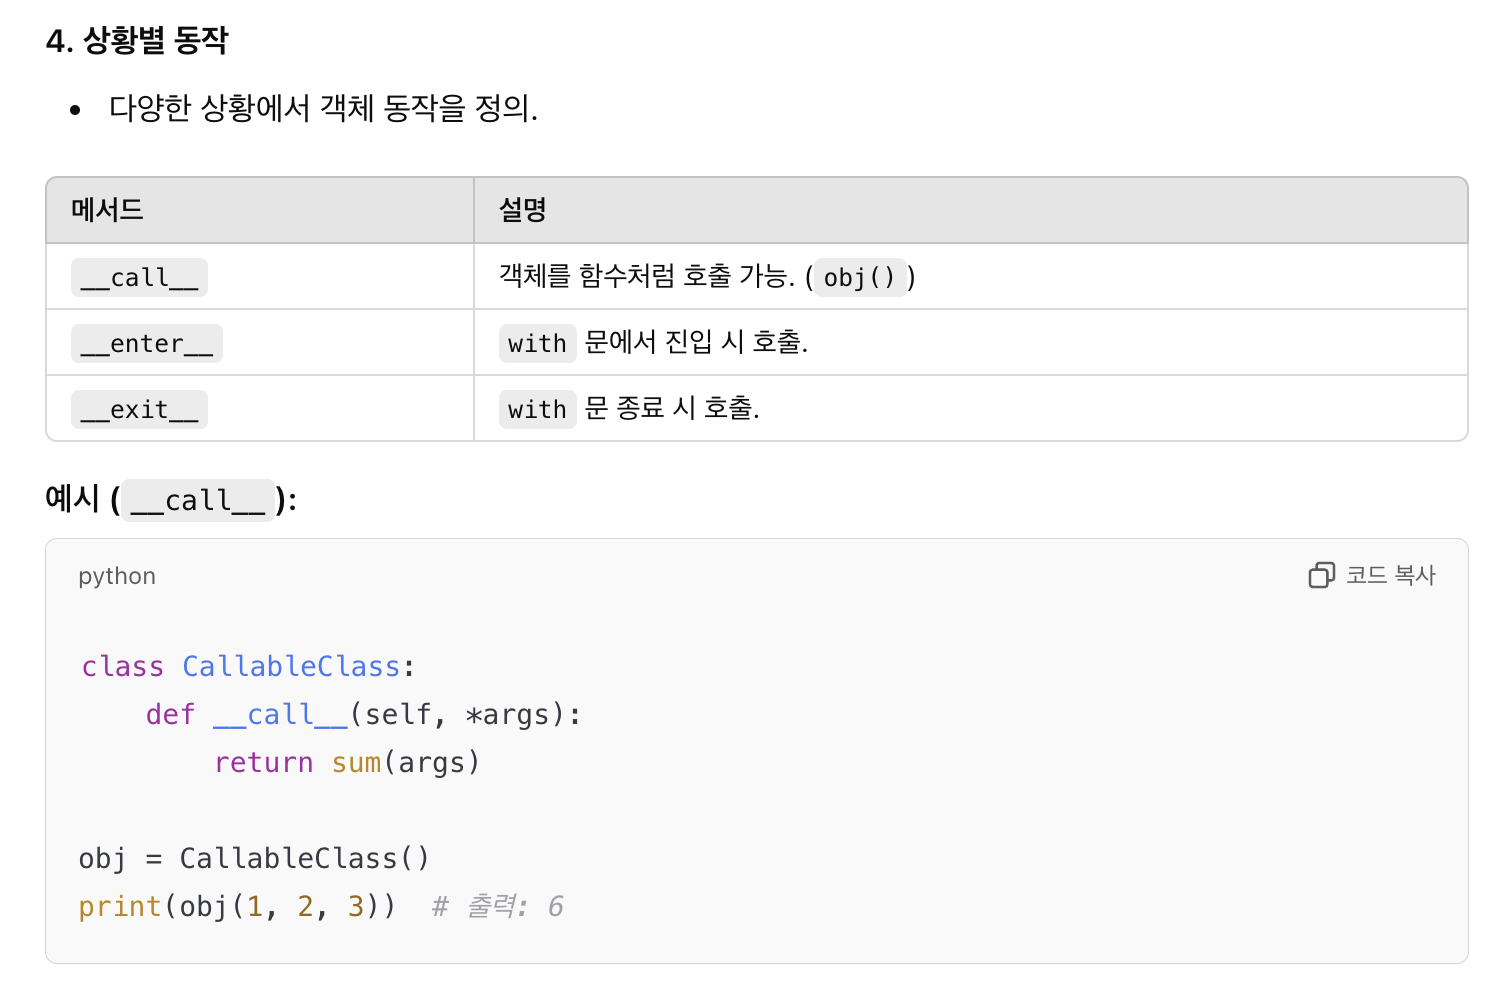 4. 상황별 동작
• 다양한 상황에서 객체 동작을 정의.
메서드 설명
__call__ 객체를 함수처럼 호출 가능. (obj())
__enter__ with 문에서 진입 시 호출.
__exit__ with 문 종료 시 호출.
예시 (__call__):
python 코드 복사
class CallableClass:
    def __call__(self, *args):
        return sum(args)
obj = CallableClass()
print(obj(1, 2, 3))  # 출력: 6